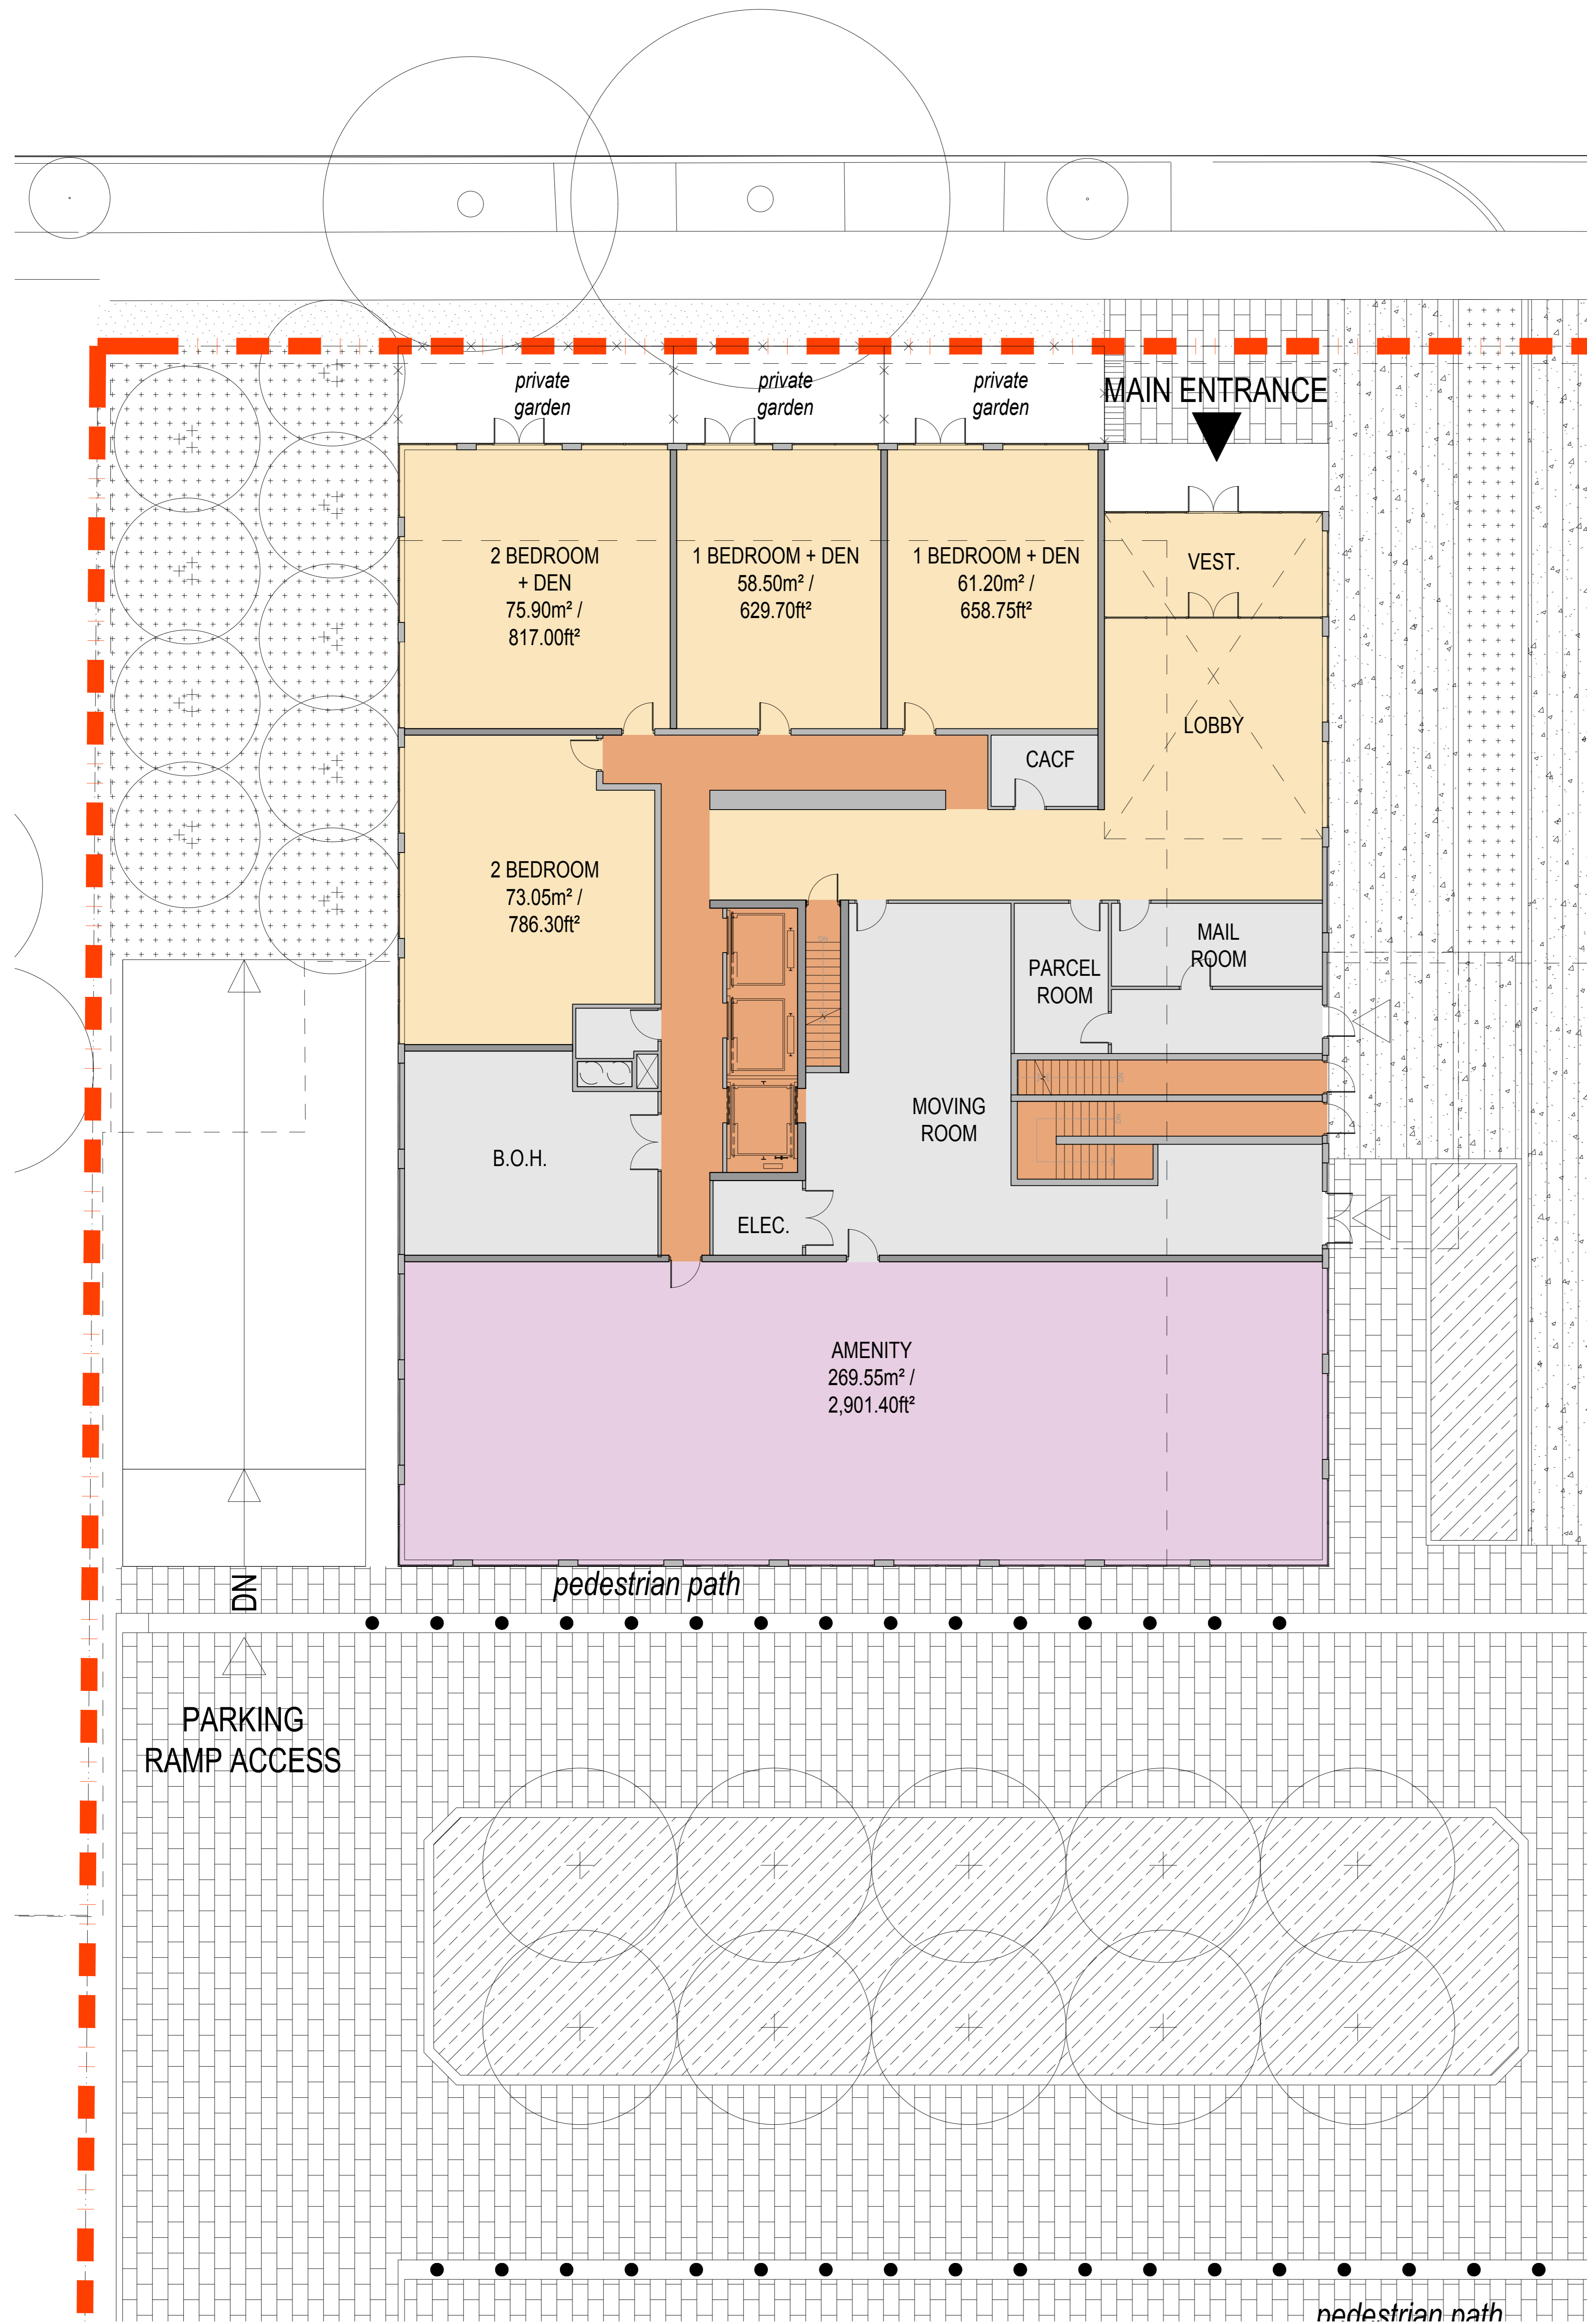 private
garden
private
garden
private
garden
MAIN ENTRANCE
2 BEDROOM
+ DEN
75.90m² /
817.00ft²
1 BEDROOM + DEN
58.50m² /
629.70ft²
1 BEDROOM + DEN
61.20m² /
658.75ft²
VEST.
LOBBY
CACF
2 BEDROOM
73.05m² /
786.30ft²
MAIL
ROOM
PARCEL
ROOM
MOVING
ROOM
B.O.H.
ELEC.
AMENITY
269.55m² /
2,901.40ft²
DN
pedestrian path
PARKING
RAMP ACCESS
pedestrian path